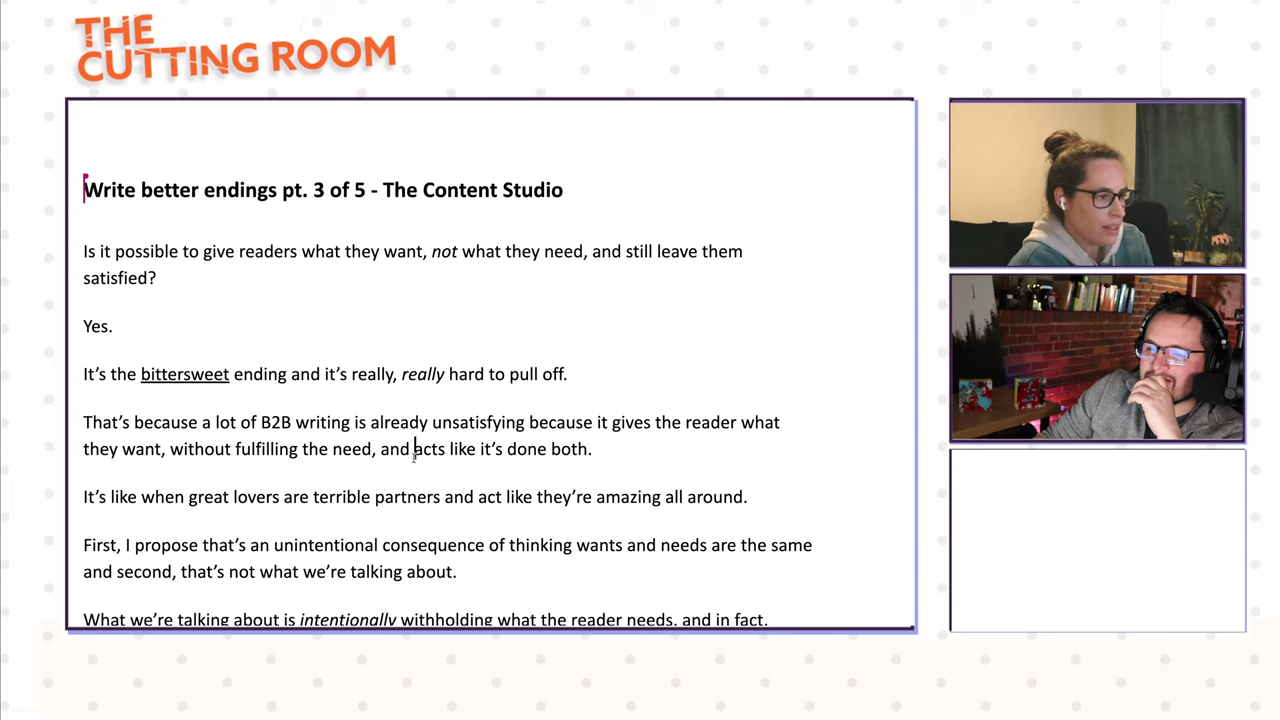 THE
CUTTING ROOM
Write better endings pt. 3 of 5 - The Content Studio
Is it possible to give readers what they want, not what they need, and still leave them
satisfied?
Yes.
It’s the bittersweet ending and it’s really, really hard to pull off.
That’s because a lot of B2B writing is already unsatisfying because it gives the reader what
they want, without fulfilling the need, and acts like it’s done both.
It’s like when great lovers are terrible partners and act like they’re amazing all around.
First, I propose that’s an unintentional consequence of thinking wants and needs are the same
and second, that’s not what we’re talking about.
What we’re talking about is intentionally withholding what the reader needs, and in fact,